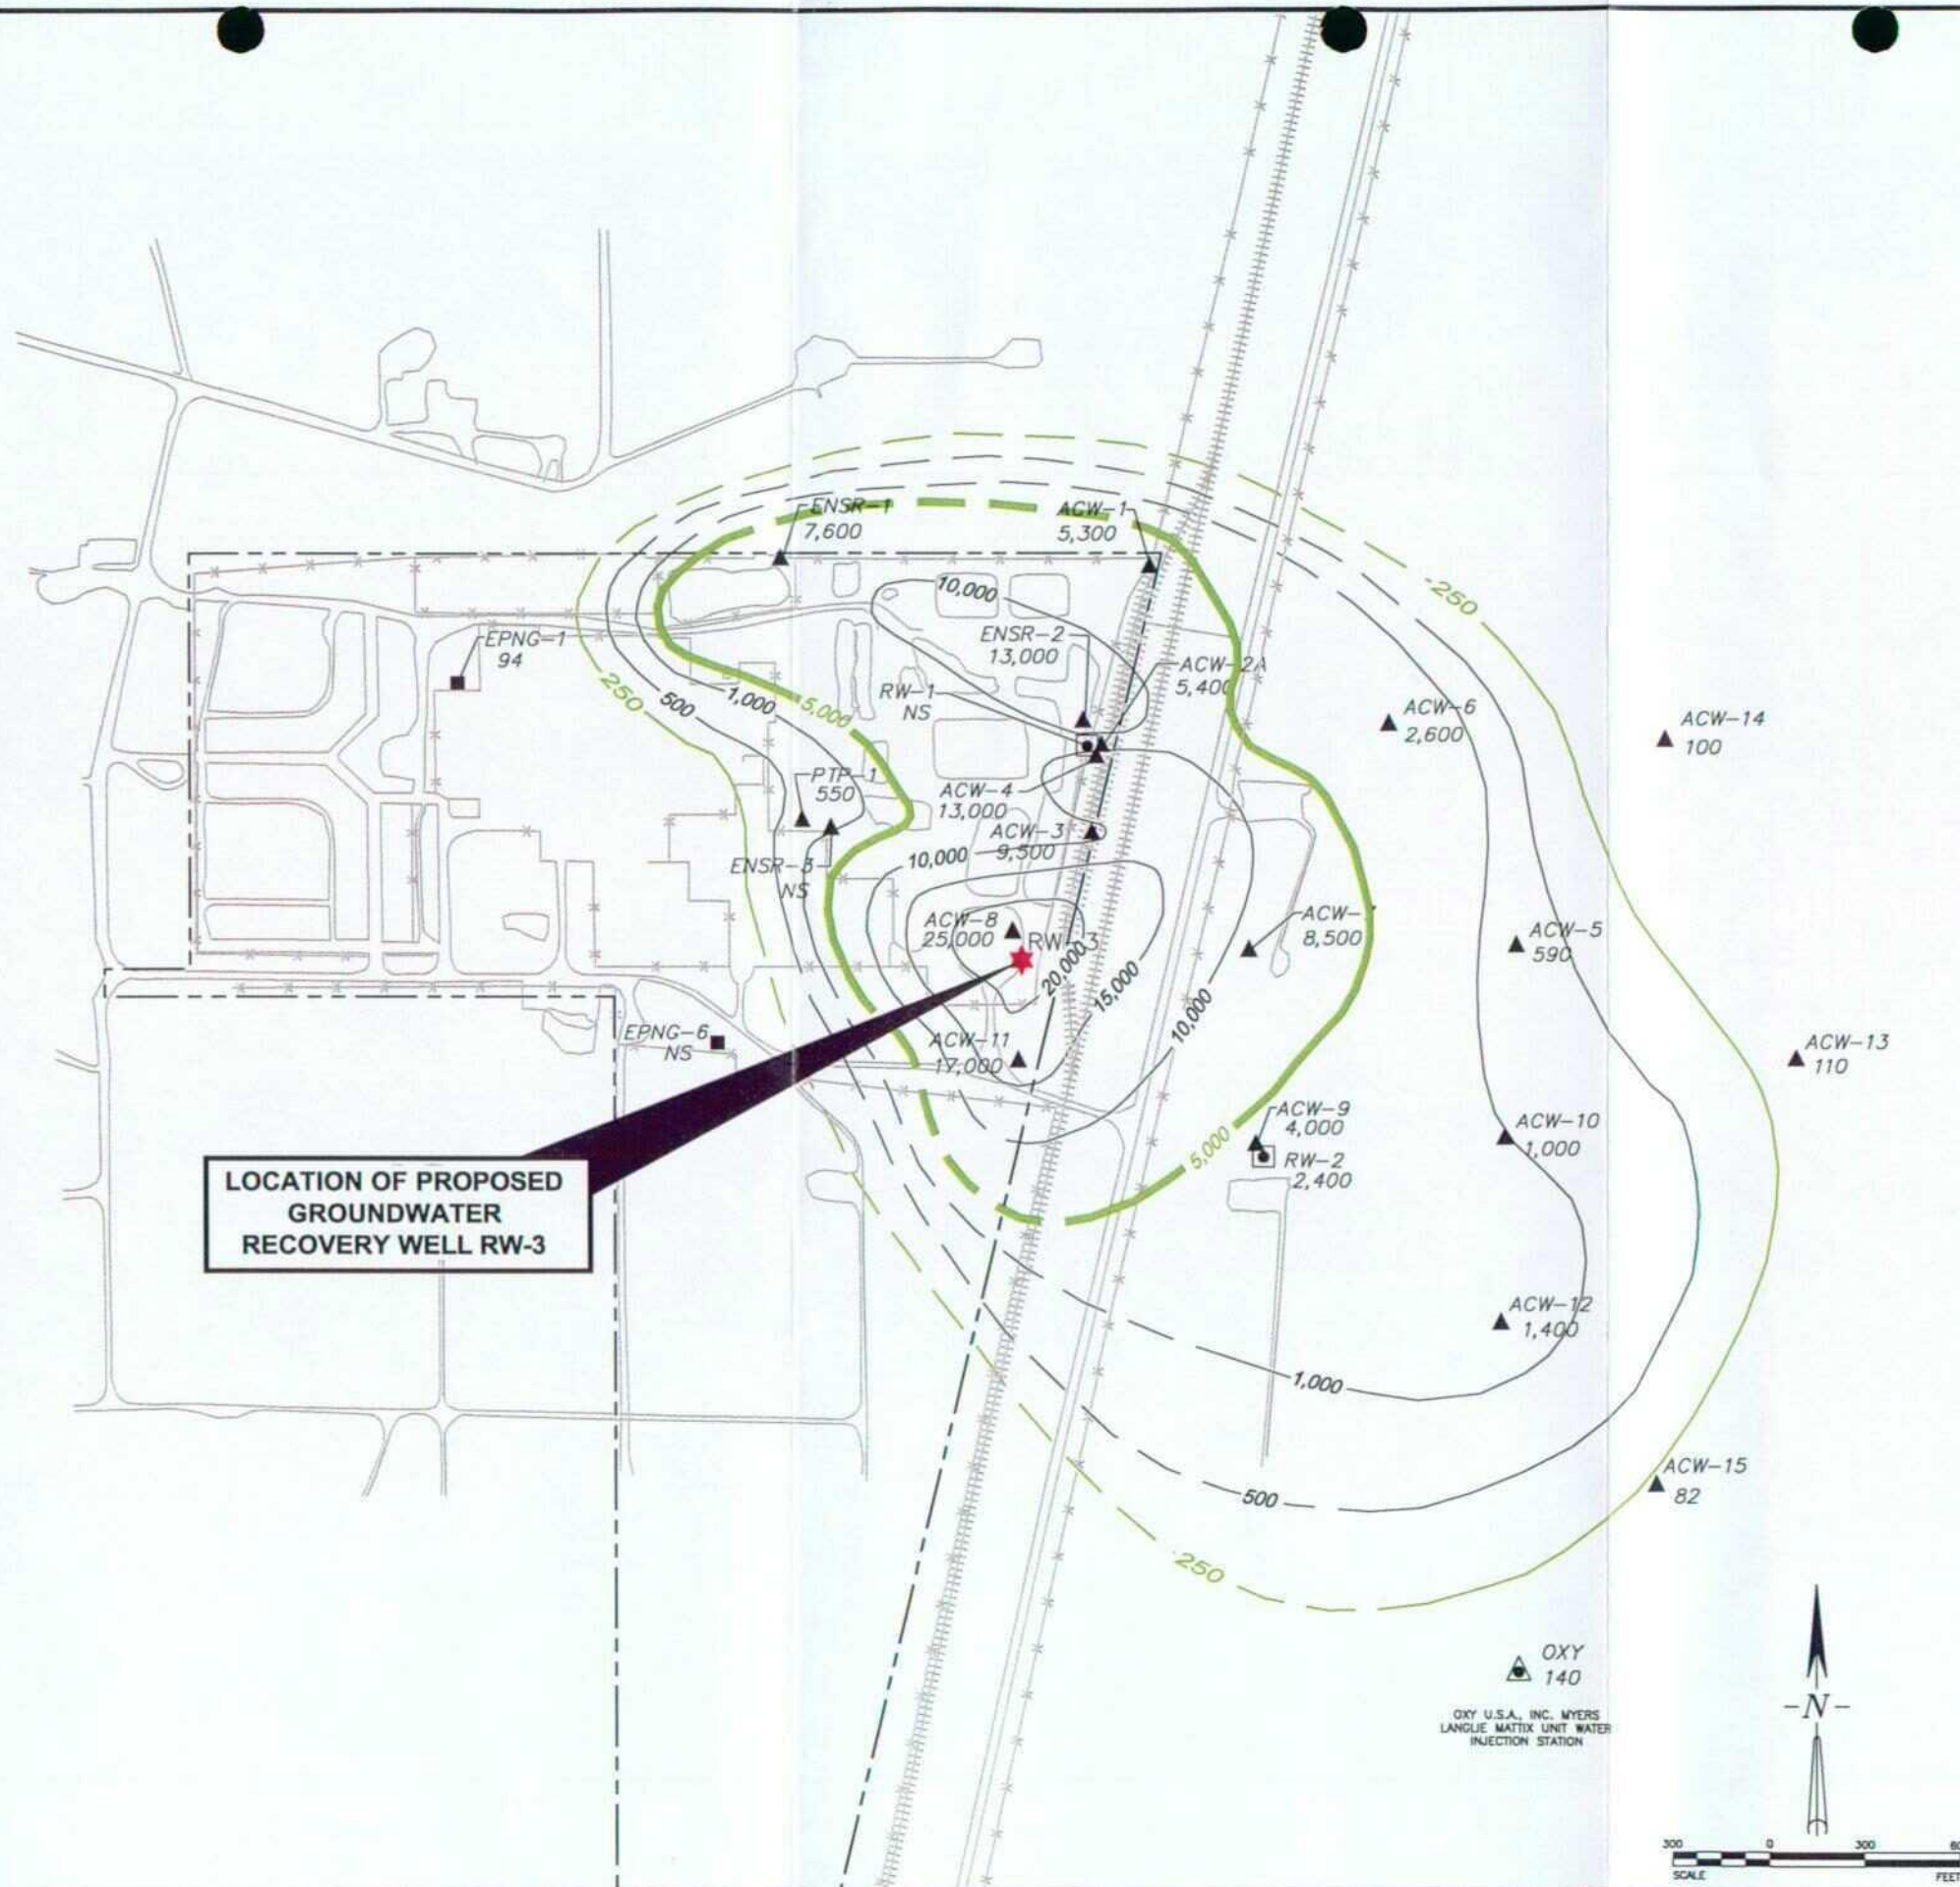 ENSR-1
7,600
ACW-1
5,300
10,000
-250
ENSR-2
13,000
EPNG-1
94
ACW-2A
5,400
250
500
1,000
5,000
RW-1
NS
ACW-6
2,600
ACW-14
100
PTP-1
550
ACW-4
13,000
ACW-3
9,500
10,000
ENSR-3
NS
ACW-8
25,000
RW-3
ACW-
8,500
ACW-5
590
20,000
15,000
10,000
EPNG-6
NS
ACW-11
17,000
ACW-13
110
ACW-9
4,000
5,000
RW-2
2,400
ACW-10
1,000
LOCATION OF PROPOSED
GROUNDWATER
RECOVERY WELL RW-3
ACW-12
1,400
1,000
500
ACW-15
82
250
OXY
140
OXY U.S.A., INC. MYERS
LANGLIE MATTIX UNIT WATER
INJECTION STATION
-N-
300 0 300 60
SCALE FEET